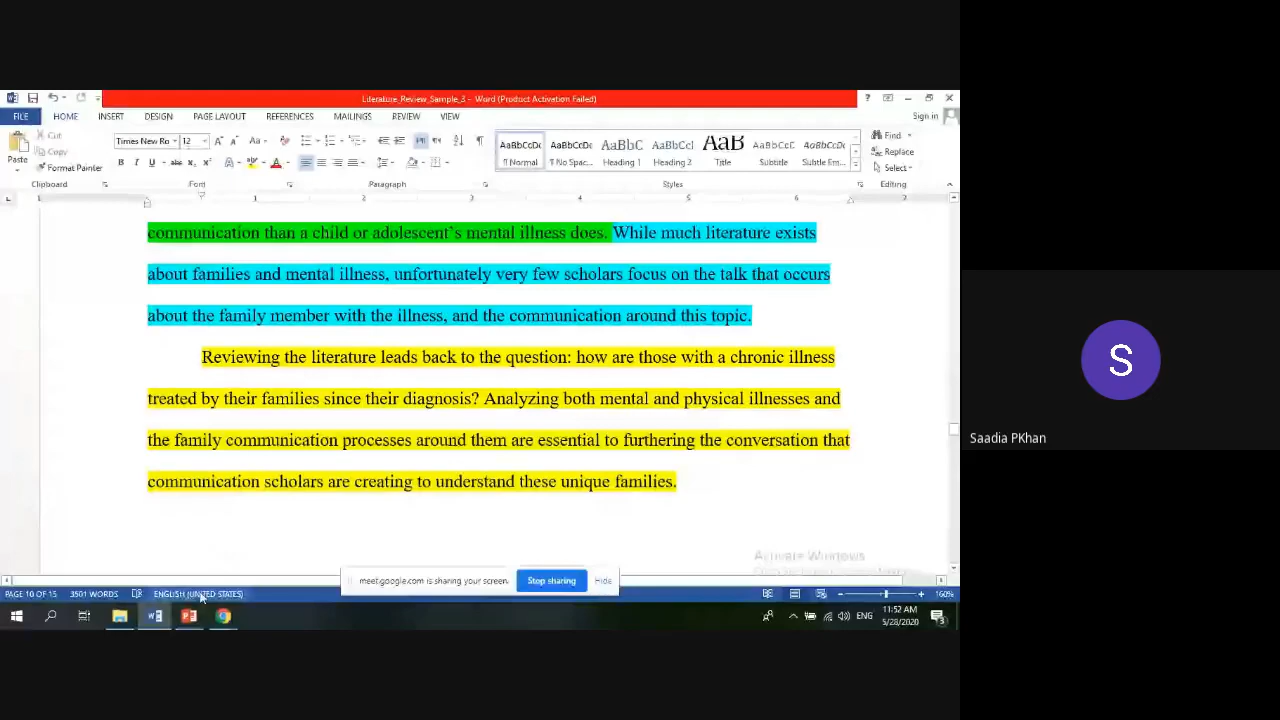 Literature_Review_Sample_3 - Word (Product Activation Failed)
Sign in
FILE HOME INSERT DESIGN PAGE LAYOUT REFERENCES MAILINGS REVIEW VIEW
Cut
Copy
Format Painter
Paste
Clipboard
Times New Ro 12
Font
Paragraph
AaBbCcDc AaBbCcDc AaBbC AaBbCcI AaB AaBbCcC AaBbCcDc
¶ Normal ¶ No Spac... Heading 1 Heading 2 Title Subtitle Subtle Em...
Styles
Find
Replace
Select
Editing
communication than a child or adolescent’s mental illness does. While much literature exists
about families and mental illness, unfortunately very few scholars focus on the talk that occurs
about the family member with the illness, and the communication around this topic.
Reviewing the literature leads back to the question: how are those with a chronic illness
treated by their families since their diagnosis? Analyzing both mental and physical illnesses and
the family communication processes around them are essential to furthering the conversation that
communication scholars are creating to understand these unique families.
Activate Windows
meet.google.com is sharing your screen. Stop sharing Hide
PAGE 10 OF 15 3501 WORDS ENGLISH (UNITED STATES) 160%
ENG 11:52 AM
5/28/2020
3
S
Saadia PKhan